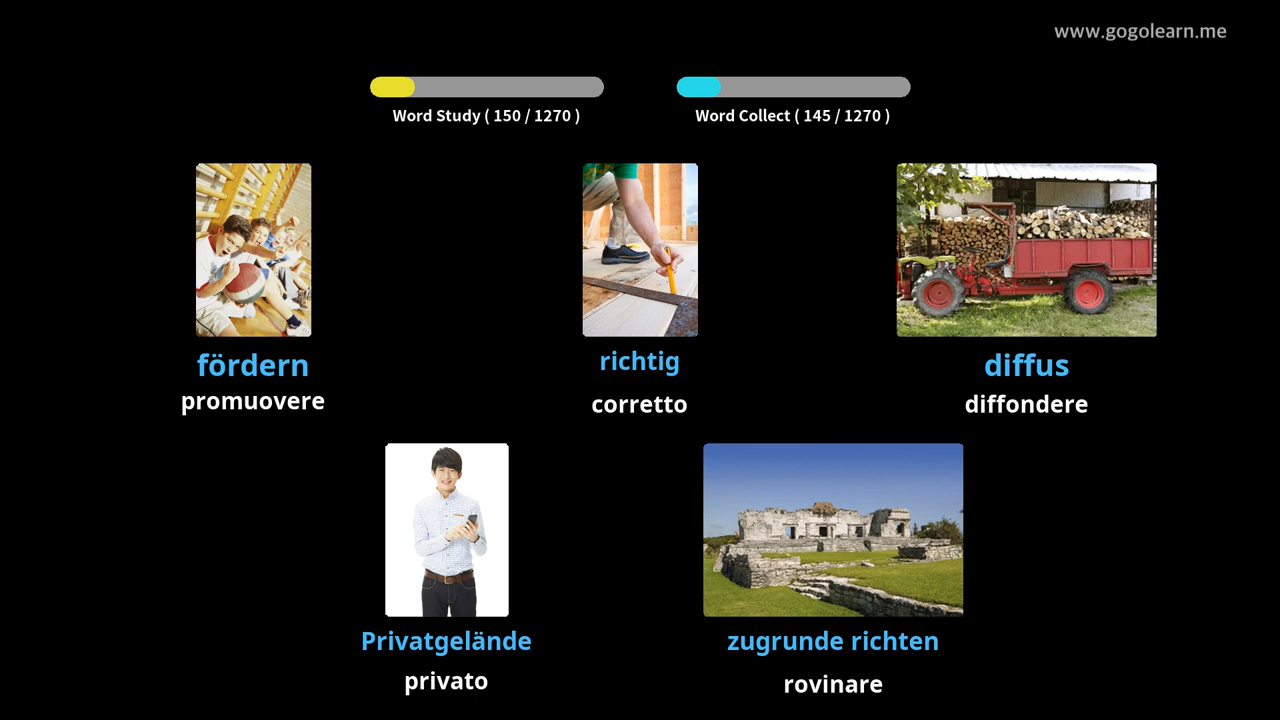 www.gogolearn.me
Word Study ( 150 / 1270 )
Word Collect ( 145 / 1270 )
fördern
promuovere
richtig
corretto
diffus
diffondere
Privatgelände
privato
zugrunde richten
rovinare